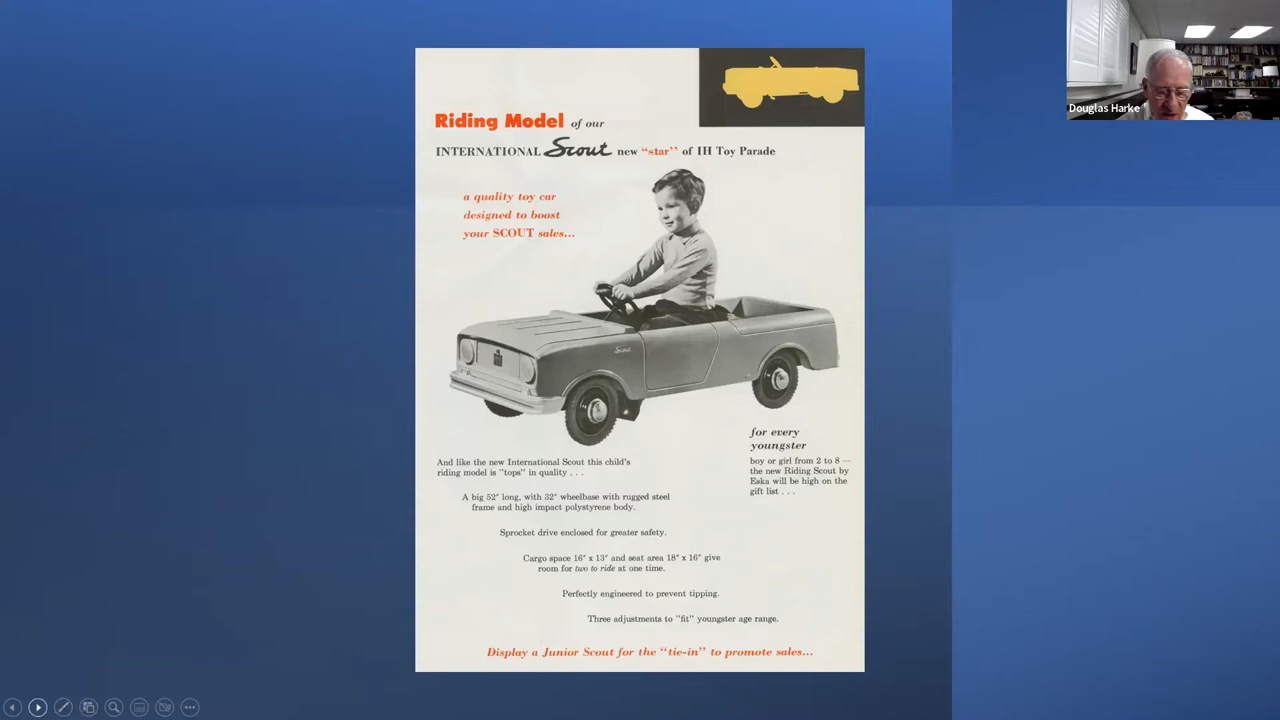 Riding Model of our
INTERNATIONAL Scout new "star" of IH Toy Parade
a quality toy car
designed to boost
your SCOUT sales...
Scout
for every
youngster
boy or girl from 2 to 8 —
the new Riding Scout by
Eska will be high on the
gift list . . .
And like the new International Scout this child's
riding model is "tops" in quality . . .
A big 52" long, with 32" wheelbase with rugged steel
frame and high impact polystyrene body.
Sprocket drive enclosed for greater safety.
Cargo space 16" x 13" and seat area 18" x 16" give
room for two to ride at one time.
Perfectly engineered to prevent tipping.
Three adjustments to "fit" youngster age range.
Display a Junior Scout for the "tie-in" to promote sales...
Douglas Harke